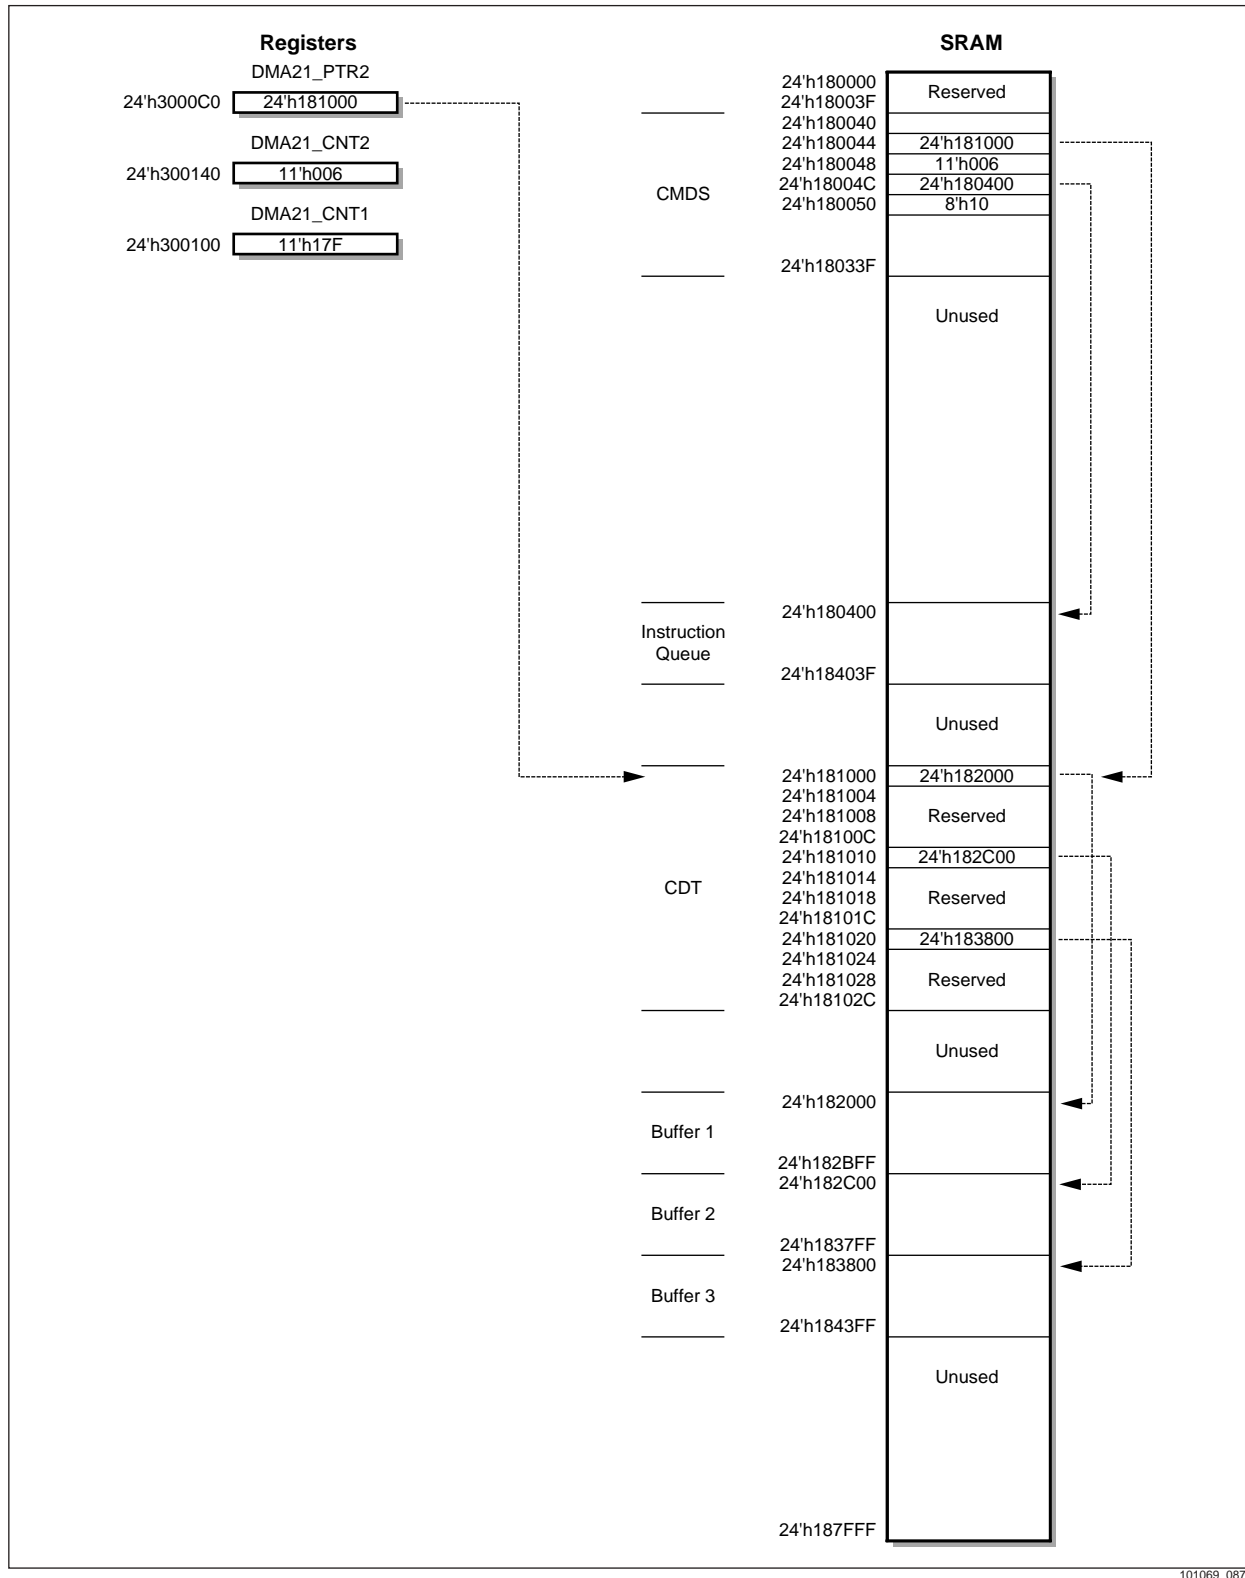 Registers
DMA21_PTR2
24'h3000C0 24'h181000
DMA21_CNT2
24'h300140 11'h006
DMA21_CNT1
24'h300100 11'h17F
SRAM
24'h180000
Reserved
24'h18003F
24'h180040
24'h180044 24'h181000
24'h180048 11'h006
CMDS
24'h18004C 24'h180400
24'h180050 8'h10
24'h18033F
Unused
24'h180400
Instruction
Queue
24'h18403F
Unused
24'h181000 24'h182000
24'h181004
24'h181008 Reserved
24'h18100C
24'h181010 24'h182C00
24'h181014
CDT
24'h181018 Reserved
24'h18101C
24'h181020 24'h183800
24'h181024
24'h181028 Reserved
24'h18102C
Unused
24'h182000
Buffer 1
24'h182BFF
24'h182C00
Buffer 2
24'h1837FF
24'h183800
Buffer 3
24'h1843FF
Unused
24'h187FFF
101069_087